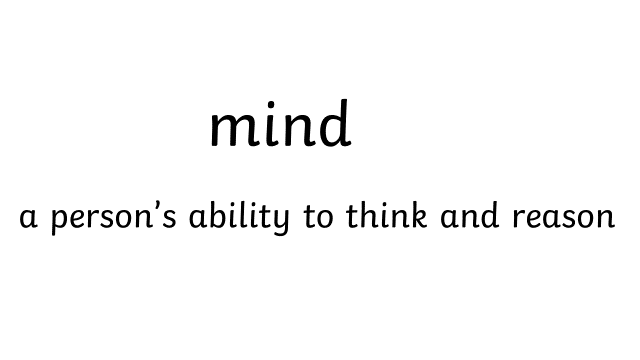 mind
a person’s ability to think and reason